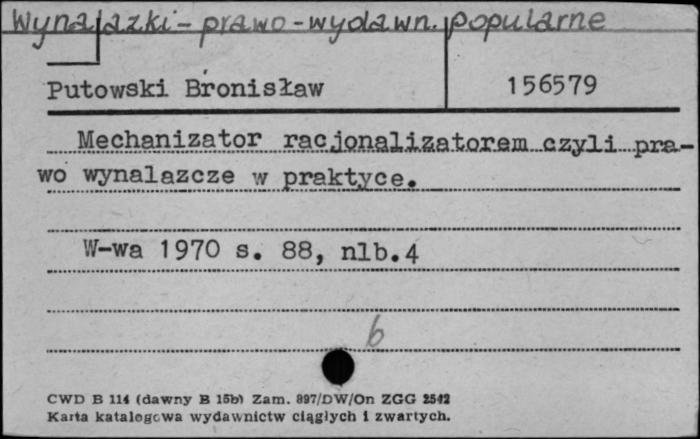 Wynalazki - prawo - wydawn. popularne
Putowski Bronisław 156579
Mechanizator racjonalizatorem czyli pra-
wo wynalazcze w praktyce.
W-wa 1970 s. 88, nlb.4
b
CWD B 114 (dawny B 15b) Zam. 897/DW/On ZGG 2542
Karta katalogowa wydawnictw ciągłych i zwartych.